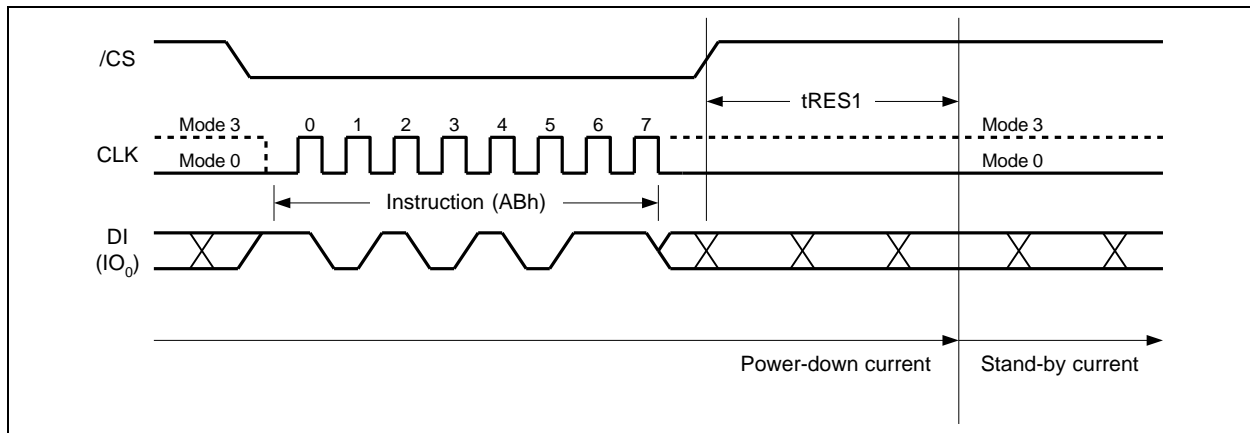 /CS
tRES1
Mode 3
0 1 2 3 4 5 6 7
Mode 3
CLK
Mode 0
Mode 0
Instruction (ABh)
DI
(IO0)
Power-down current
Stand-by current